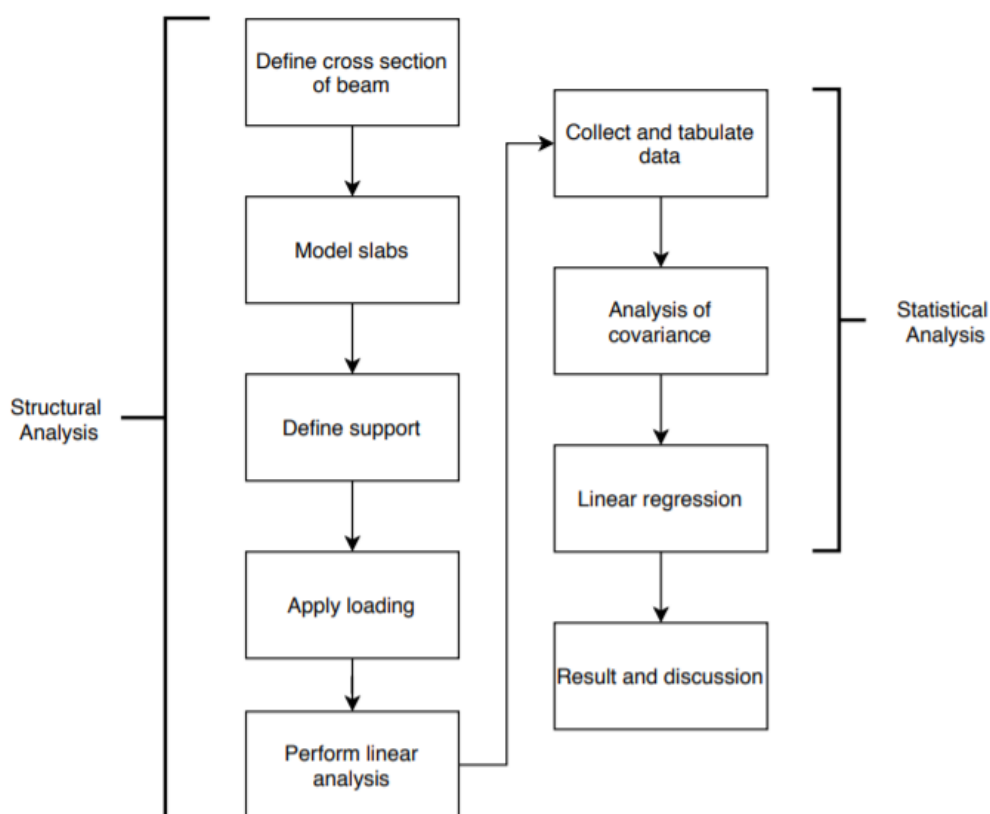 Structural
Analysis
Define cross section
of beam
Model slabs
Define support
Apply loading
Perform linear
analysis
Collect and tabulate
data
Analysis of
covariance
Linear regression
Result and discussion
Statistical
Analysis